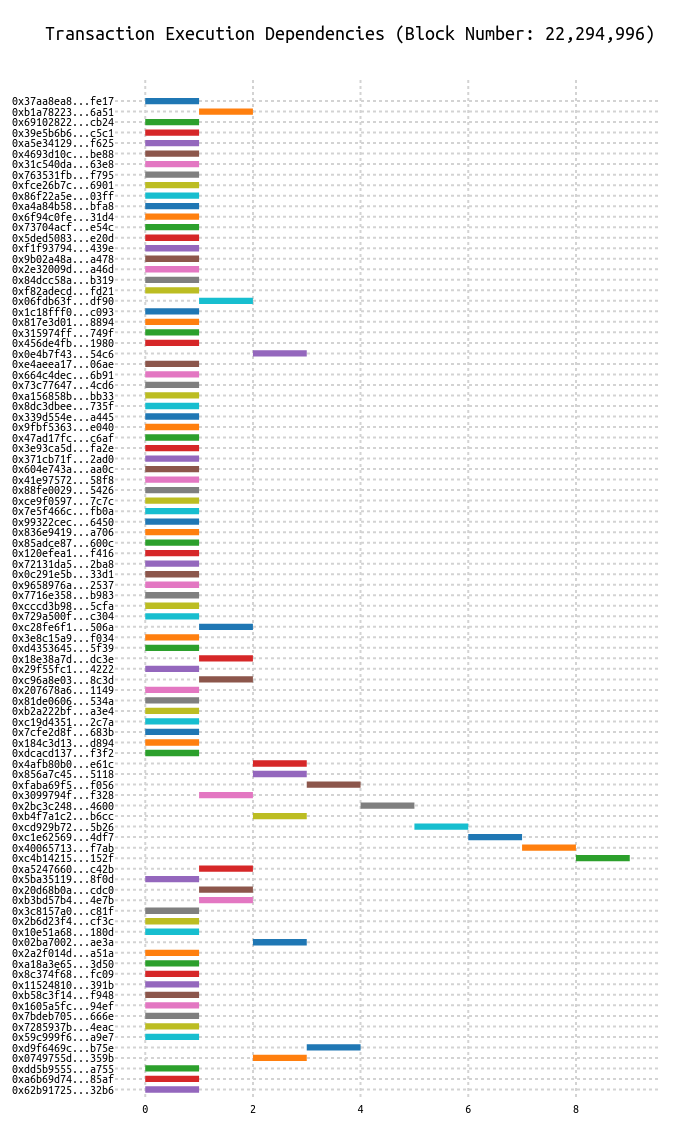 Transaction Execution Dependencies (Block Number: 22,294,996)
0x37aa8ea8...fe17
0xb1a78223...6a51
0x69102822...cb24
0x39e5b6b6...c5c1
0xa5e34129...f625
0x4693d10c...be88
0x31c540da...63e8
0x763531fb...f795
0xfce26b7c...6901
0x86f22a5e...03ff
0xa4a84b58...bfa8
0x6f94c0fe...31d4
0x73704acf...e54c
0x5ded5083...e20d
0xf1f93794...439e
0x9b02a48a...a478
0x2e32009d...a46d
0x84dcc58a...b319
0xf82adecd...fd21
0x06fdb63f...df90
0x1c18fff0...c093
0x817e3d01...8894
0x315974ff...749f
0x456de4fb...1980
0x0e4b7f43...54c6
0xe4aeea17...06ae
0x664c4dec...6b91
0x73c77647...4cd6
0xa156858b...bb33
0x8dc3dbee...735f
0x339d554e...a445
0x9fbf5363...e040
0x47ad17fc...c6af
0x3e93ca5d...fa2e
0x371cb71f...2ad0
0x604e743a...aa0c
0x41e97572...58f8
0x88fe0029...5426
0xce9f0597...7c7c
0x7e5f466c...fb0a
0x99322cec...6450
0x836e9419...a706
0x85adce87...600c
0x120efea1...f416
0x72131da5...2ba8
0x0c291e5b...33d1
0x9658976a...2537
0x7716e358...b983
0xcccd3b98...5cfa
0x729a500f...c304
0xc28fe6f1...506a
0x3e8c15a9...f034
0xd4353645...5f39
0x18e38a7d...dc3e
0x29f55fc1...4222
0xc96a8e03...8c3d
0x207678a6...1149
0x81de0606...534a
0xb2a222bf...a3e4
0xc19d4351...2c7a
0x7cfe2d8f...683b
0x184c3d13...d894
0xdcacd137...f3f2
0x4afb80b0...e61c
0x856a7c45...5118
0xfaba69f5...f056
0x3099794f...f328
0x2bc3c248...4600
0xb4f7a1c2...b6cc
0xcd929b72...5b26
0xc1e62569...4df7
0x40065713...f7ab
0xc4b14215...152f
0xa5247660...c42b
0x5ba35119...8f0d
0x20d68b0a...cdc0
0xb3bd57b4...4e7b
0x3c8157a0...c81f
0x2b6d23f4...cf3c
0x10e51a68...180d
0x02ba7002...ae3a
0x2a2f014d...a51a
0xa18a3e65...3d50
0x8c374f68...fc09
0x11524810...391b
0xb58c3f14...f948
0x1605a5fc...94ef
0x7bdeb705...666e
0x7285937b...4eac
0x59c999f6...a9e7
0xd9f6469c...b75e
0x0749755d...359b
0xdd5b9555...a755
0xa6b69d74...85af
0x62b91725...32b6
0 2 4 6 8